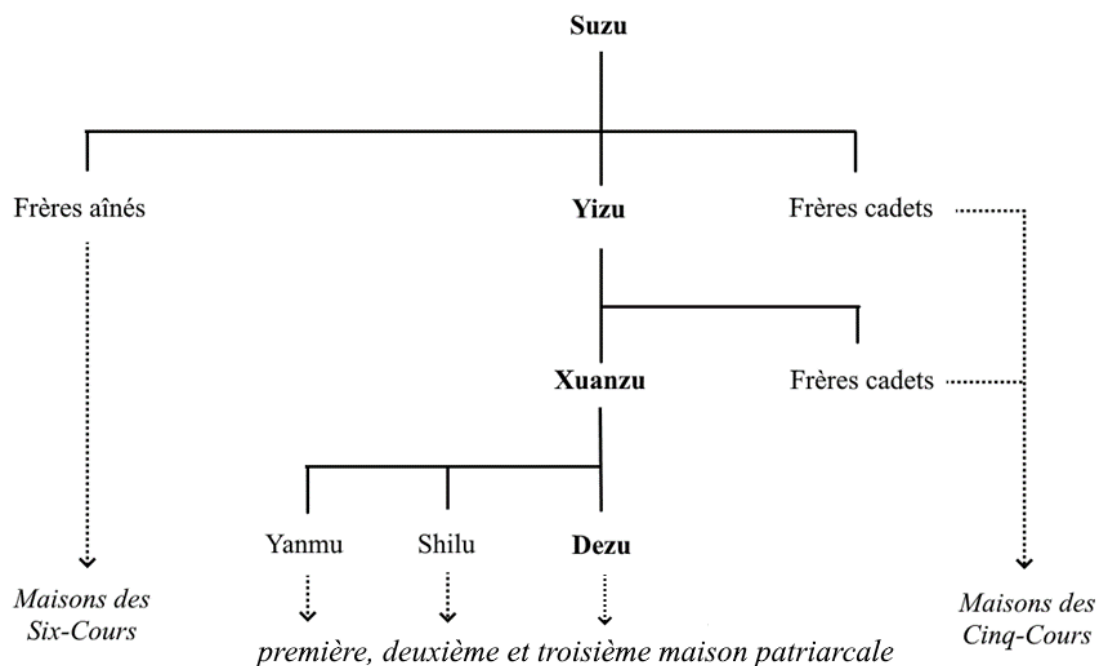 Suzu
Frères aînés
Yizu
Frères cadets
Xuanzu
Frères cadets
Yanmu
Shilu
Dezu
Maisons des
Six-Cours
Maisons des
Cinq-Cours
première, deuxième et troisième maison patriarcale